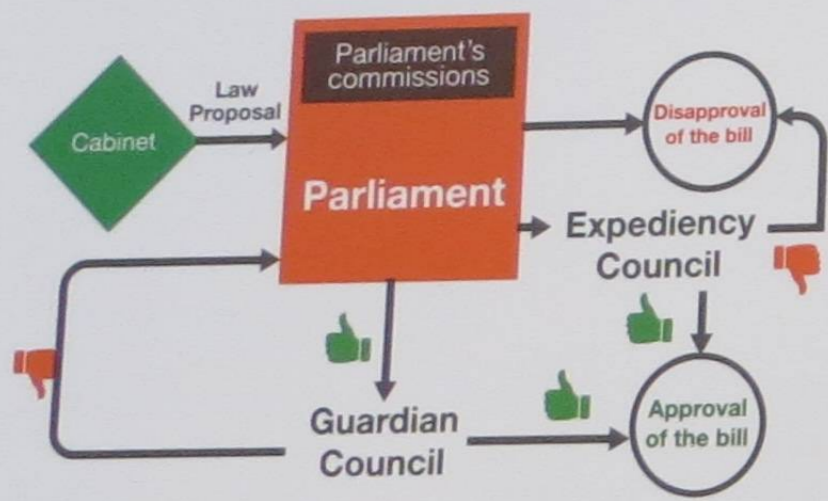 Parliament's
commissions
Law
Proposal
Cabinet
Parliament
Disapproval
of the bill
Expediency
Council
Guardian
Council
Approval
of the bill